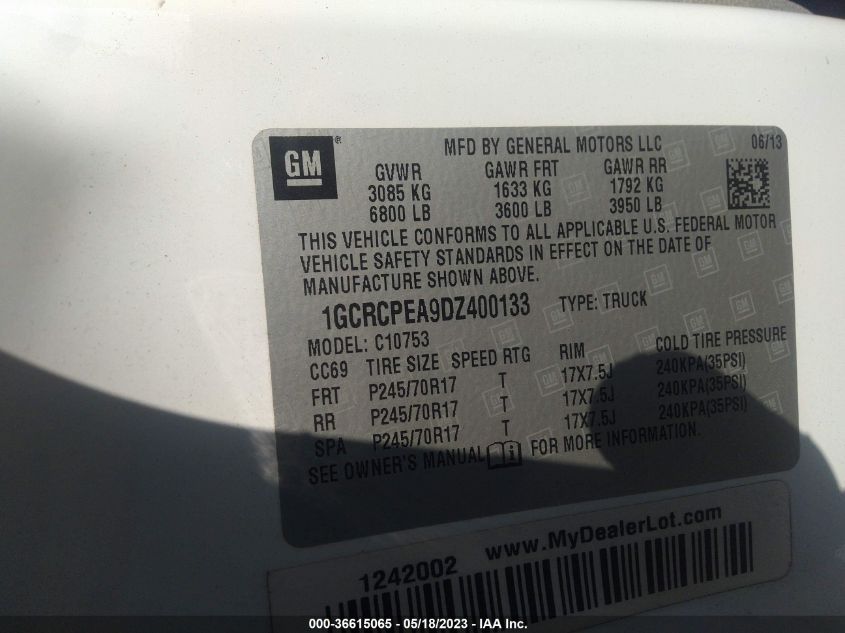 GM®
MFD BY GENERAL MOTORS LLC 06/13
GVWR GAWR FRT GAWR RR
3085 KG 1633 KG 1792 KG
6800 LB 3600 LB 3950 LB
THIS VEHICLE CONFORMS TO ALL APPLICABLE U.S. FEDERAL MOTOR
VEHICLE SAFETY STANDARDS IN EFFECT ON THE DATE OF
MANUFACTURE SHOWN ABOVE.
1GCRCPEA9DZ400133 TYPE: TRUCK
MODEL: C10753
CC69 TIRE SIZE SPEED RTG RIM COLD TIRE PRESSURE
FRT P245/70R17 T 17X7.5J 240KPA(35PSI)
RR P245/70R17 T 17X7.5J 240KPA(35PSI)
SPA P245/70R17 T 17X7.5J 240KPA(35PSI)
SEE OWNER'S MANUAL FOR MORE INFORMATION.
1242002 www.MyDealerLot.com
000-36615065 - 05/18/2023 - IAA Inc.